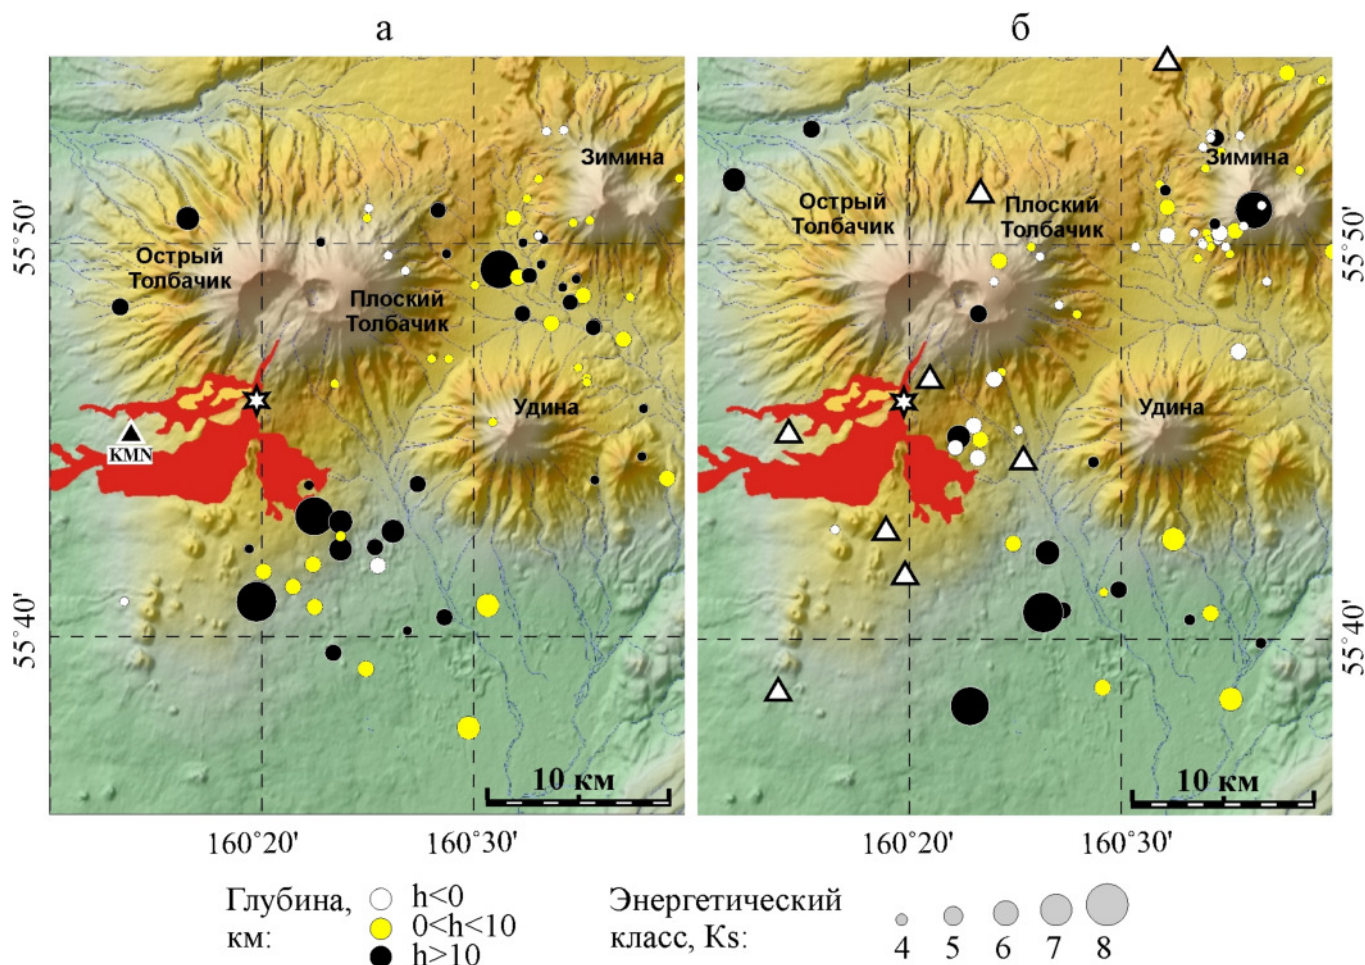 а
б
Зимина
Острый
Толбачик
Плоский
Толбачик
Удина
KMN
10 км
Зимина
Острый
Толбачик
Плоский
Толбачик
Удина
10 км
55°50'
55°40'
55°50'
55°40'
160°20'
160°30'
160°20'
160°30'
Глубина,
км:
h<0
0<h<10
h>10
Энергетический
класс, Ks:
4 5 6 7 8